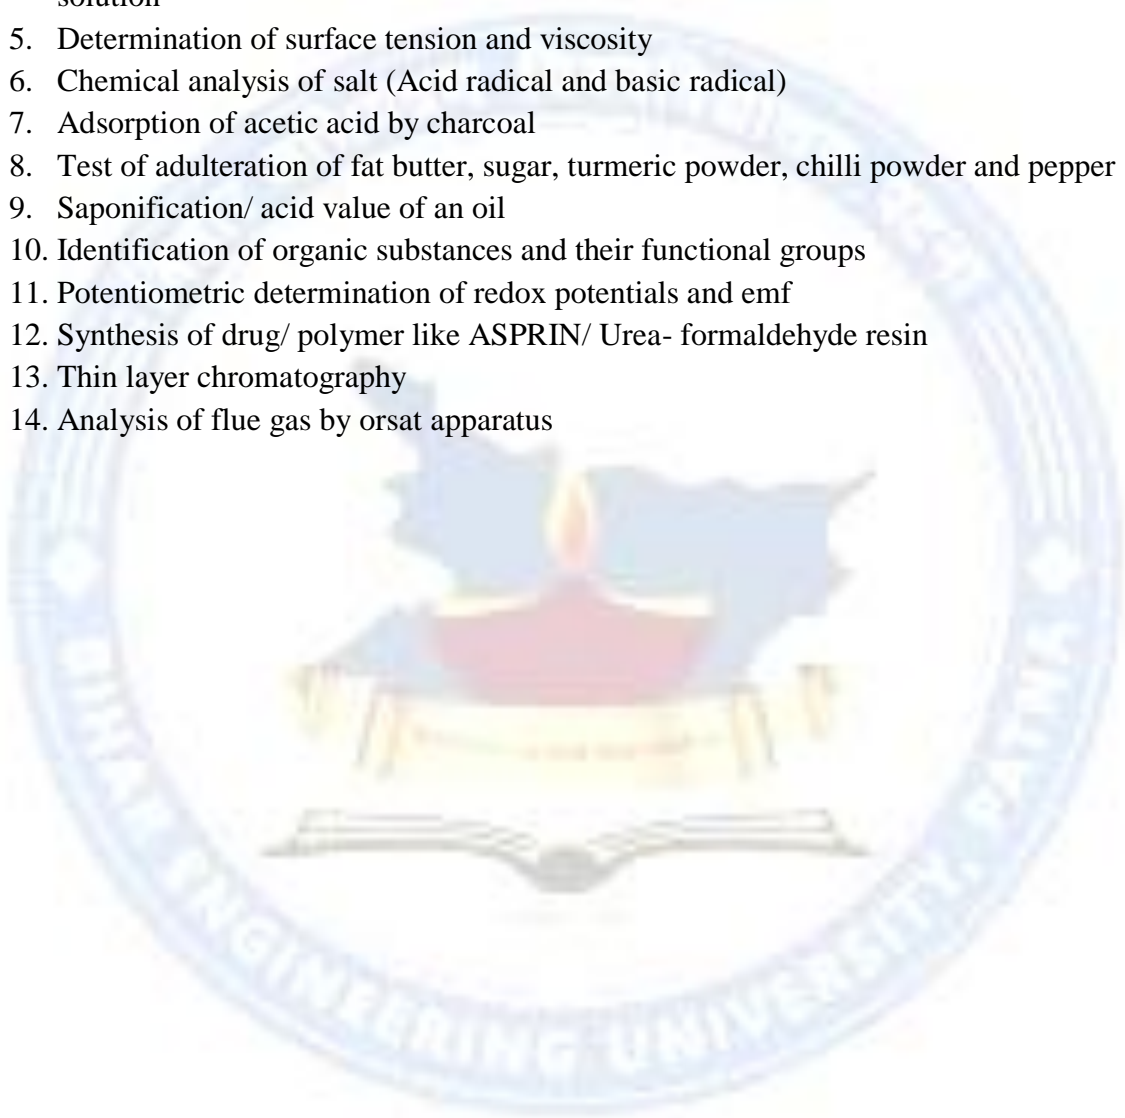 solution
5. Determination of surface tension and viscosity
6. Chemical analysis of salt (Acid radical and basic radical)
7. Adsorption of acetic acid by charcoal
8. Test of adulteration of fat butter, sugar, turmeric powder, chilli powder and pepper
9. Saponification/ acid value of an oil
10. Identification of organic substances and their functional groups
11. Potentiometric determination of redox potentials and emf
12. Synthesis of drug/ polymer like ASPRIN/ Urea- formaldehyde resin
13. Thin layer chromatography
14. Analysis of flue gas by orsat apparatus
BIHAR ENGINEERING UNIVERSITY, PATNA